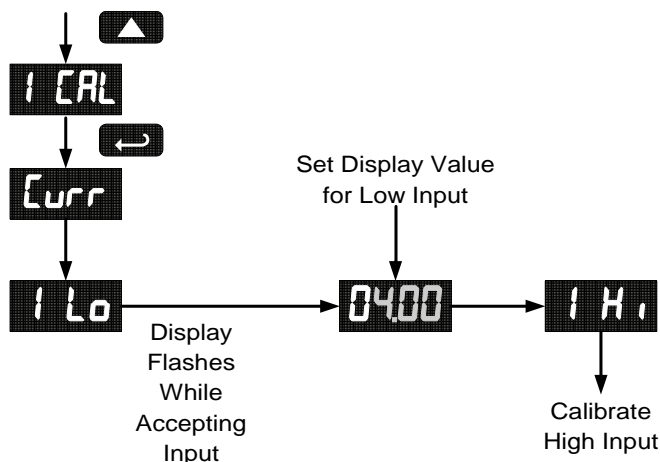 1 CAL
Curr
Set Display Value
for Low Input
1 Lo
04.00
1 Hi
Display
Flashes
While
Accepting
Input
Calibrate
High Input